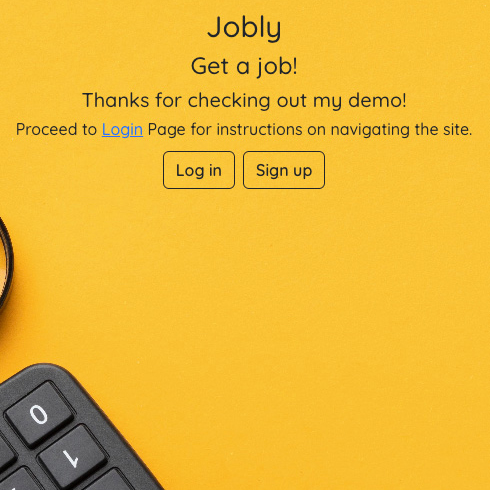 Jobly
Get a job!
Thanks for checking out my demo!
Proceed to Login Page for instructions on navigating the site.
Log in
Sign up
0
1